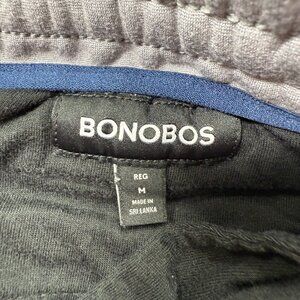 BONOBOS
REG
M
MADE IN
SRI LANKA